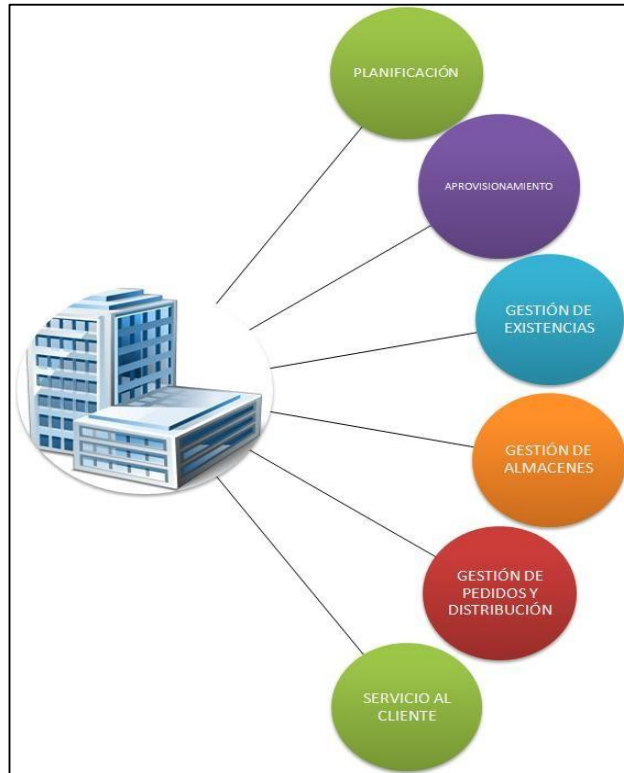 PLANIFICACIÓN
APROVISIONAMIENTO
GESTIÓN DE
EXISTENCIAS
GESTIÓN DE
ALMACENES
GESTIÓN DE
PEDIDOS Y
DISTRIBUCIÓN
SERVICIO AL
CLIENTE